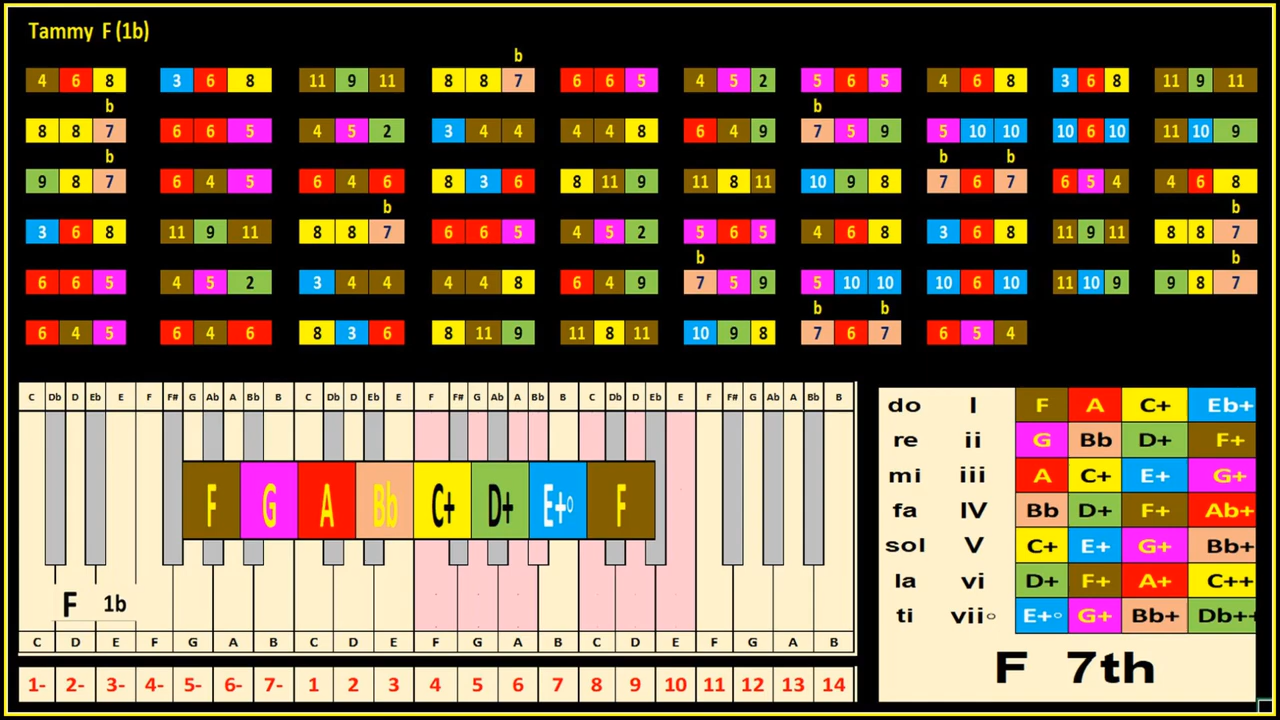 Tammy F (1b)
b
4 6 8 3 6 8 11 9 11 8 8 7 6 6 5 4 5 2 5 6 5 4 6 8 3 6 8 11 9 11
b b
8 8 7 6 6 5 4 5 2 3 4 4 4 4 8 6 4 9 7 5 9 5 10 10 10 6 10 11 10 9
b b b
9 8 7 6 4 5 6 4 6 8 3 6 8 11 9 11 8 11 10 9 8 7 6 7 6 5 4 4 6 8
b b
3 6 8 11 9 11 8 8 7 6 6 5 4 5 2 5 6 5 4 6 8 3 6 8 11 9 11 8 8 7
b b
6 6 5 4 5 2 3 4 4 4 4 8 6 4 9 7 5 9 5 10 10 10 6 10 11 10 9 9 8 7
b b
6 4 5 6 4 6 8 3 6 8 11 9 11 8 11 10 9 8 7 6 7 6 5 4
C Db D Eb E F F# G Ab A Bb B C Db D Eb E F F# G Ab A Bb B C Db D Eb E F F# G Ab A Bb B
F G A Bb C+ D+ E+○ F
F 1b
C D E F G A B C D E F G A B C D E F G A B
1- 2- 3- 4- 5- 6- 7- 1 2 3 4 5 6 7 8 9 10 11 12 13 14
do I F A C+ Eb+
re ii G Bb D+ F+
mi iii A C+ E+ G+
fa IV Bb D+ F+ Ab+
sol V C+ E+ G+ Bb+
la vi D+ F+ A+ C++
ti vii○ E+○ G+ Bb+ Db++
F 7th